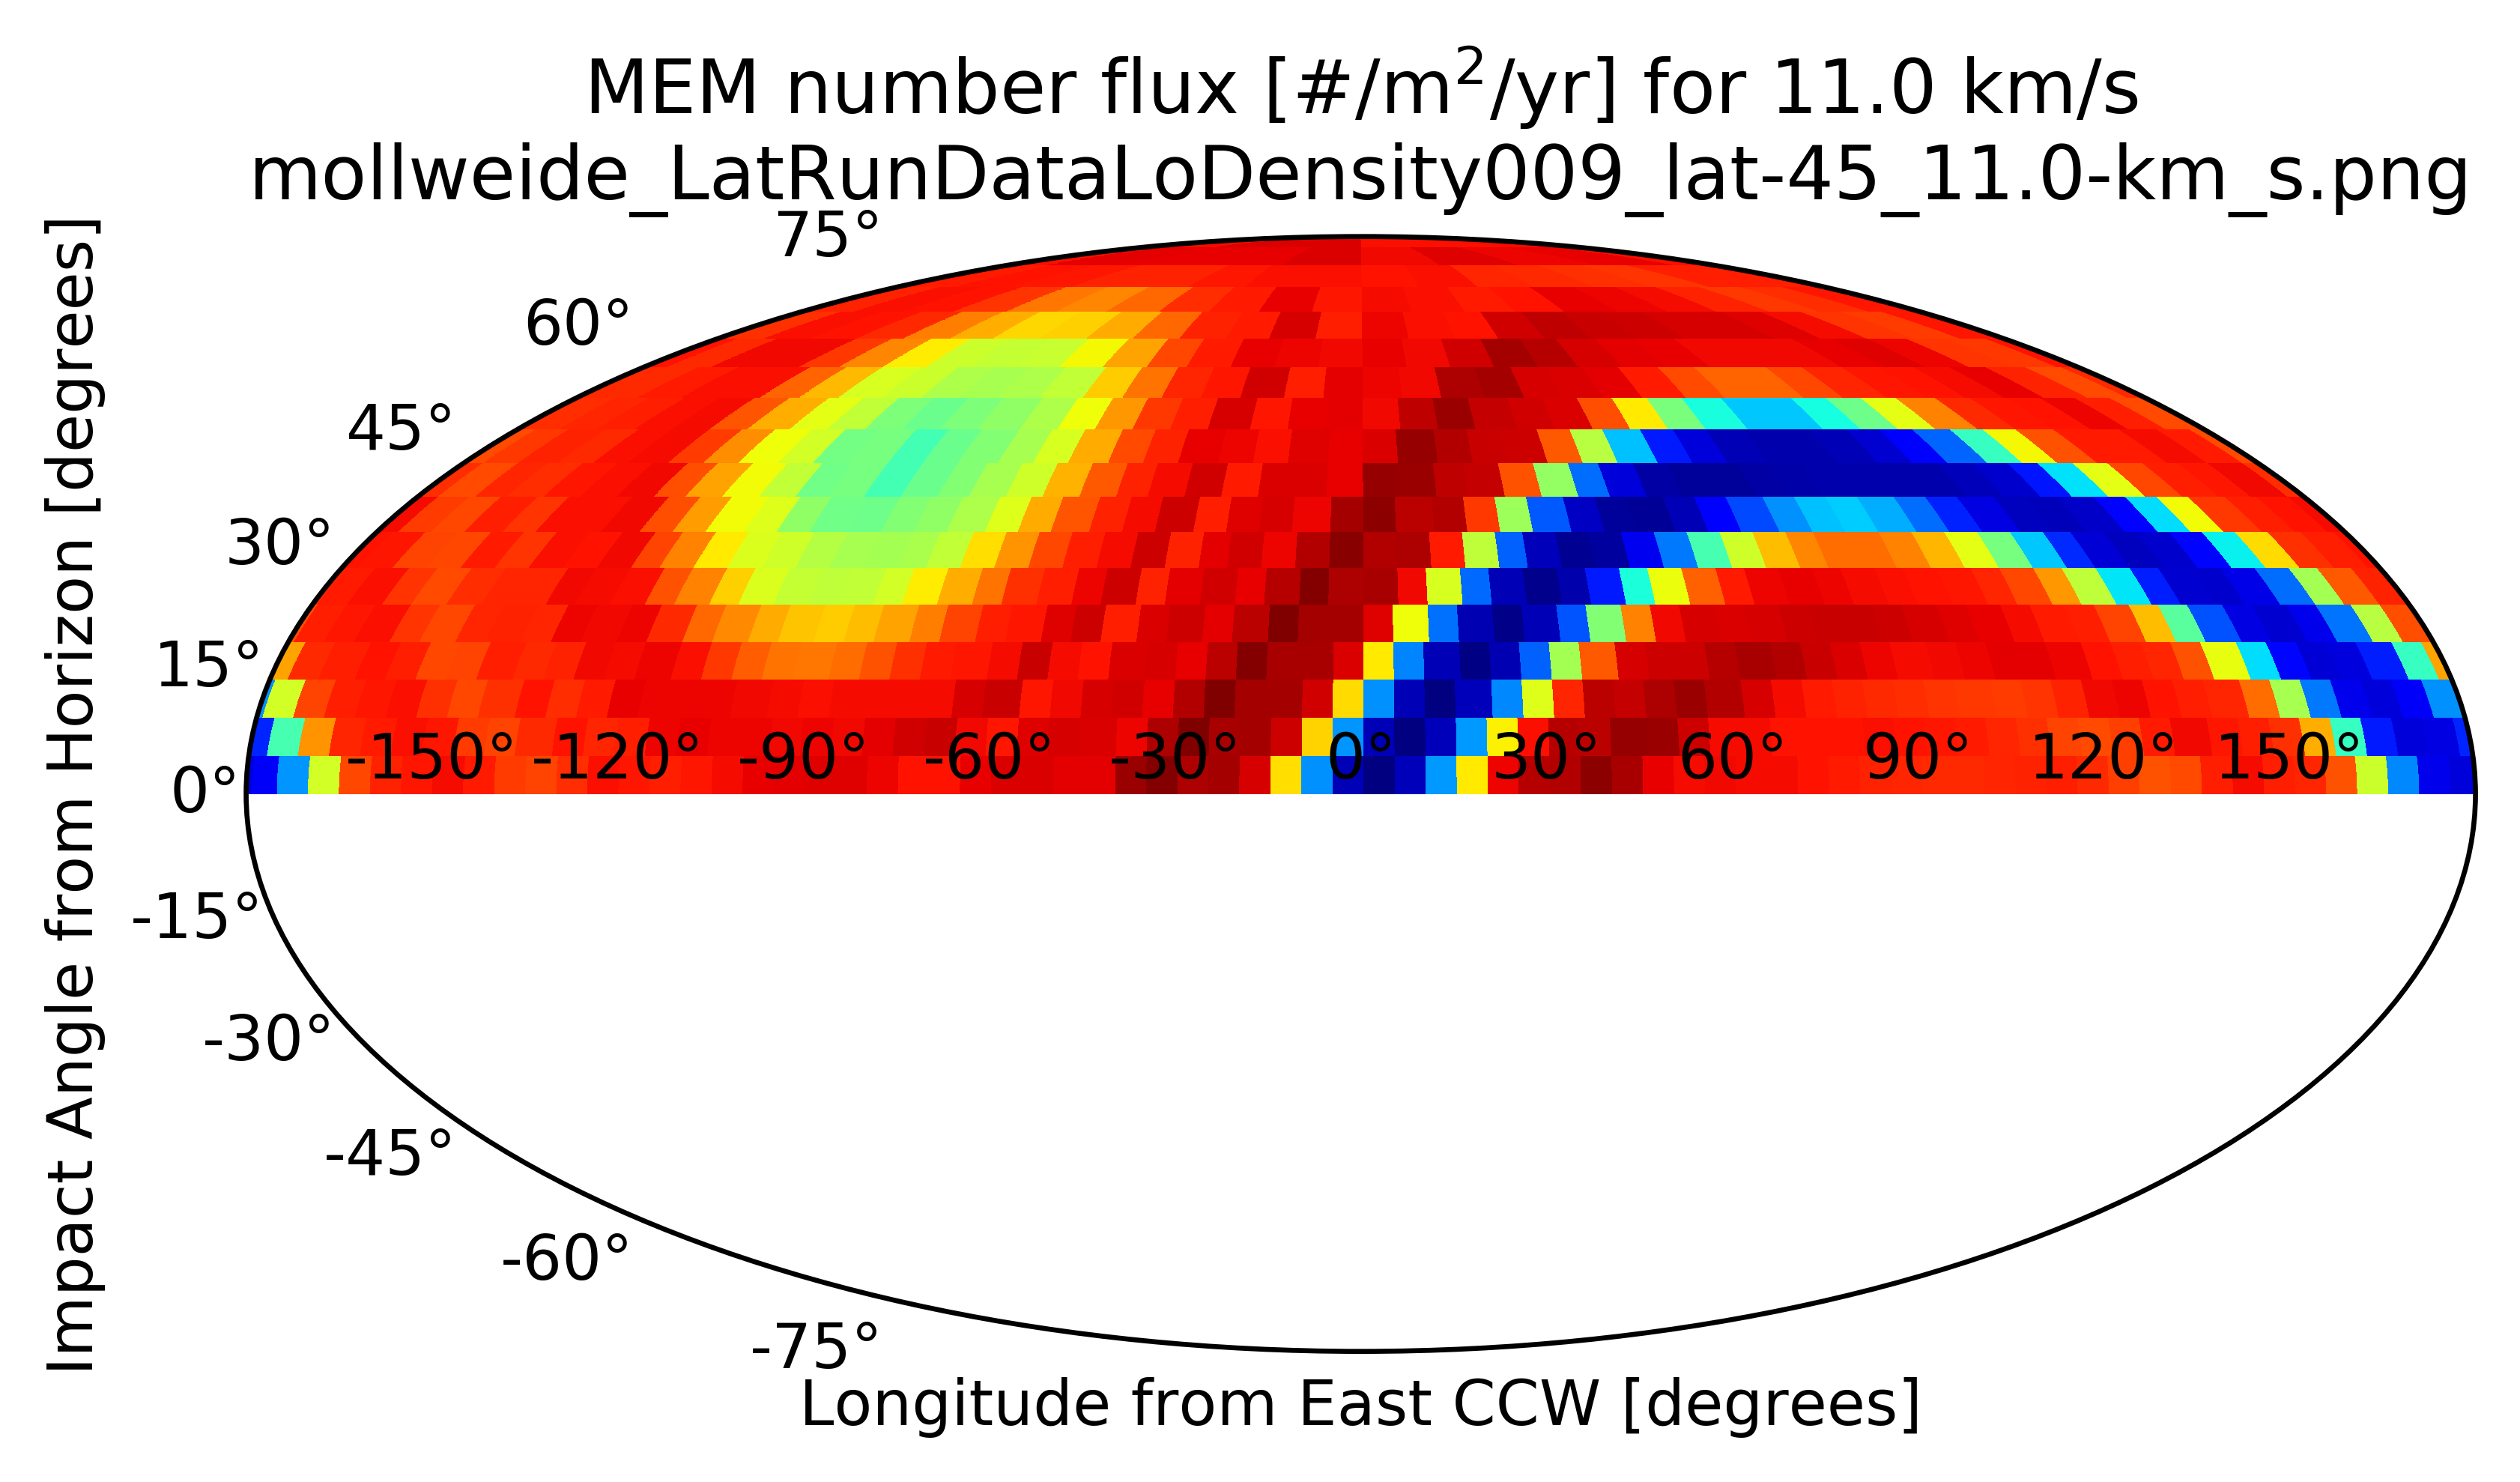 MEM number flux [#/m²/yr] for 11.0 km/s
mollweide_LatRunDataLoDensity009_lat-45_11.0-km_s.png
75°
60°
45°
30°
15°
0°
-15°
-30°
-45°
-60°
-75°
-150° -120° -90° -60° -30° 0° 30° 60° 90° 120° 150°
Impact Angle from Horizon [degrees]
Longitude from East CCW [degrees]